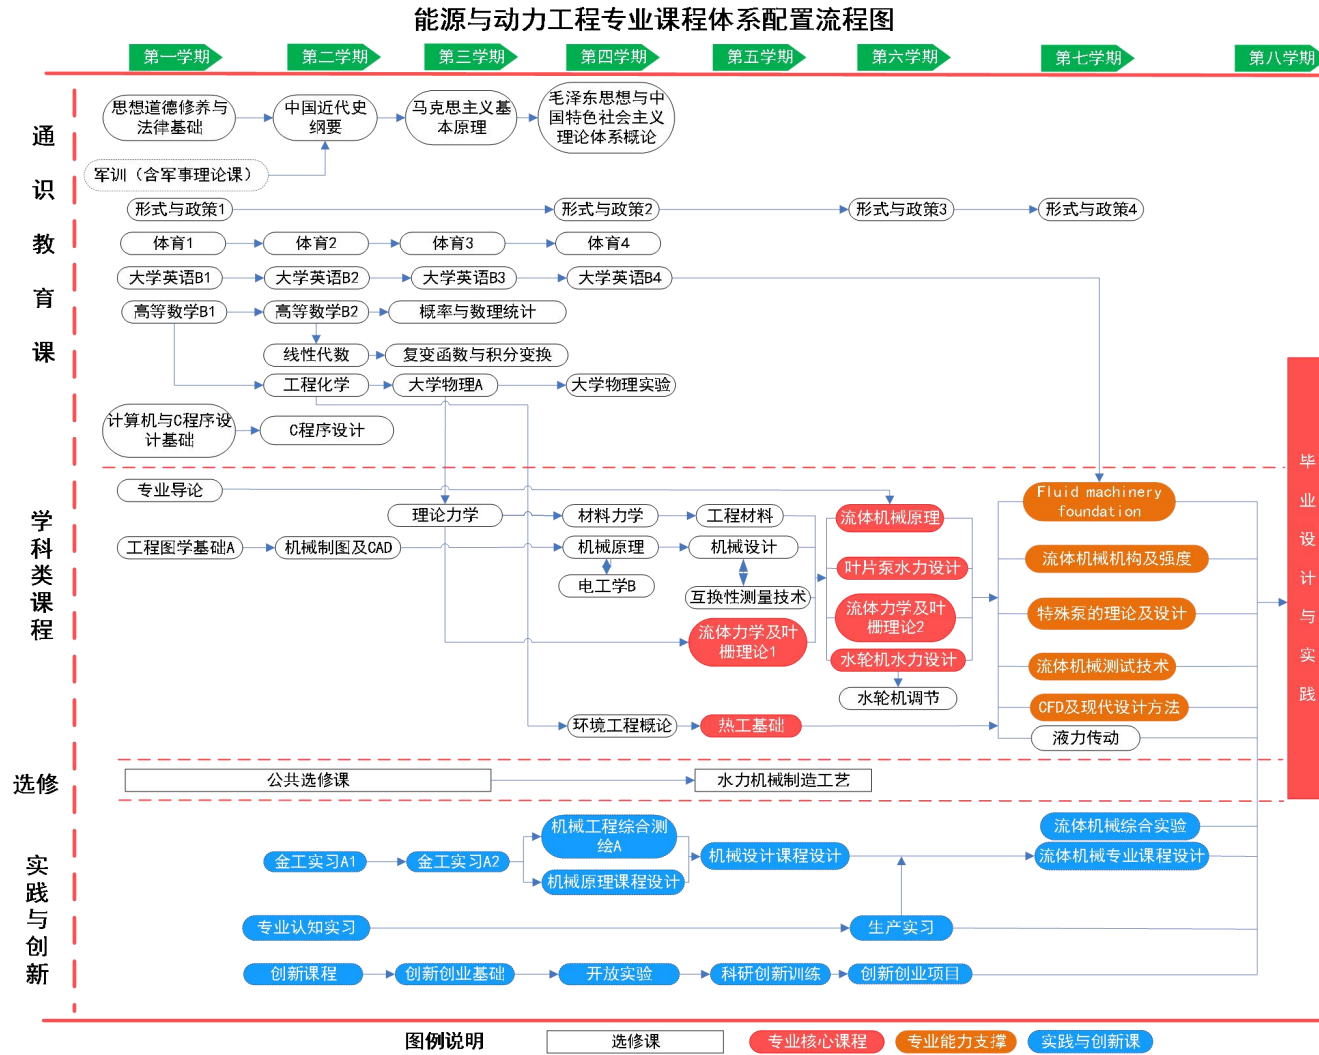 能源与动力工程专业课程体系配置流程图
第一学期
第二学期
第三学期
第四学期
第五学期
第六学期
第七学期
第八学期
通
识
教
育
课
思想道德修养与
法律基础
中国近代史
纲要
马克思主义基
本原理
毛泽东思想与中
国特色社会主义
理论体系概论
军训（含军事理论课）
形式与政策1
形式与政策2
形式与政策3
形式与政策4
体育1
体育2
体育3
体育4
大学英语B1
大学英语B2
大学英语B3
大学英语B4
高等数学B1
高等数学B2
概率与数理统计
线性代数
复变函数与积分变换
工程化学
大学物理A
大学物理实验
计算机与C程序设
计基础
C程序设计
学
科
类
课
程
专业导论
理论力学
材料力学
工程材料
流体机械原理
Fluid machinery
foundation
工程图学基础A
机械制图及CAD
机械原理
机械设计
叶片泵水力设计
流体机械机构及强度
电工学B
互换性测量技术
流体力学及叶
栅理论2
特殊泵的理论及设计
流体力学及叶
栅理论1
水轮机水力设计
流体机械测试技术
水轮机调节
CFD及现代设计方法
环境工程概论
热工基础
液力传动
毕
业
设
计
与
实
践
选修
公共选修课
水力机械制造工艺
实
践
与
创
新
金工实习A1
金工实习A2
机械工程综合测
绘A
机械原理课程设计
机械设计课程设计
流体机械综合实验
流体机械专业课程设计
专业认知实习
生产实习
创新课程
创新创业基础
开放实验
科研创新训练
创新创业项目
图例说明
选修课
专业核心课程
专业能力支撑
实践与创新课